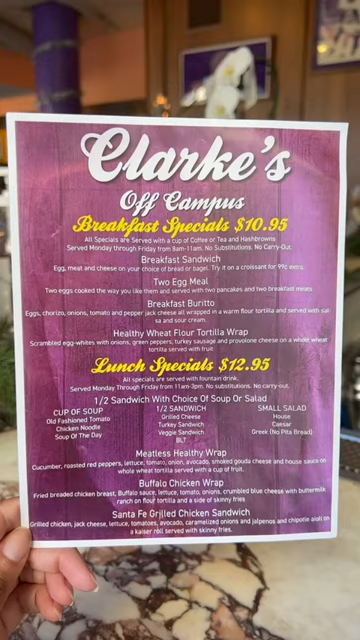 Clarke's
Off Campus
Breakfast Specials $10.95
All Specials are Served with a cup of Coffee or Tea and Hashbrowns
Served Monday through Friday from 8am-11am. No Substitutions. No Carry-Out.
Breakfast Sandwich
Egg, meat and cheese on your choice of bread or bagel. Try it on a croissant for 99¢ extra.
Two Egg Meal
Two eggs cooked the way you like them and served with two pancakes and two breakfast meats
Breakfast Buritto
Eggs, chorizo, onions, tomato and pepper jack cheese all wrapped in a warm flour tortilla and served with sal-
sa and sour cream.
Healthy Wheat Flour Tortilla Wrap
Scrambled egg-whites with onions, green peppers, turkey sausage and provolone cheese on a whole wheat
tortilla served with fruit
Lunch Specials $12.95
All specials are served with fountain drink.
Served Monday Through Friday from 11am-3pm. No substitutions. No carry-out.
1/2 Sandwich With Choice Of Soup Or Salad
CUP OF SOUP
Old Fashioned Tomato
Chicken Noodle
Soup Of The Day
1/2 SANDWICH
Grilled Cheese
Turkey Sandwich
Veggie Sandwich
BLT
SMALL SALAD
House
Caesar
Greek (No Pita Bread)
Meatless Healthy Wrap
Cucumber, roasted red peppers, lettuce, tomato, onion, avocado, smoked gouda cheese and house sauce on
whole wheat tortilla served with a cup of fruit.
Buffalo Chicken Wrap
Fried breaded chicken breast, Buffalo sauce, lettuce, tomato, onions, crumbled blue cheese with buttermilk
ranch on flour tortilla and a side of skinny fries
Santa Fe Grilled Chicken Sandwich
Grilled chicken, jack cheese, lettuce, tomatoes, avocado, caramelized onions and jalpenos and chipotle aioli on
a kaiser roll served with skinny fries.